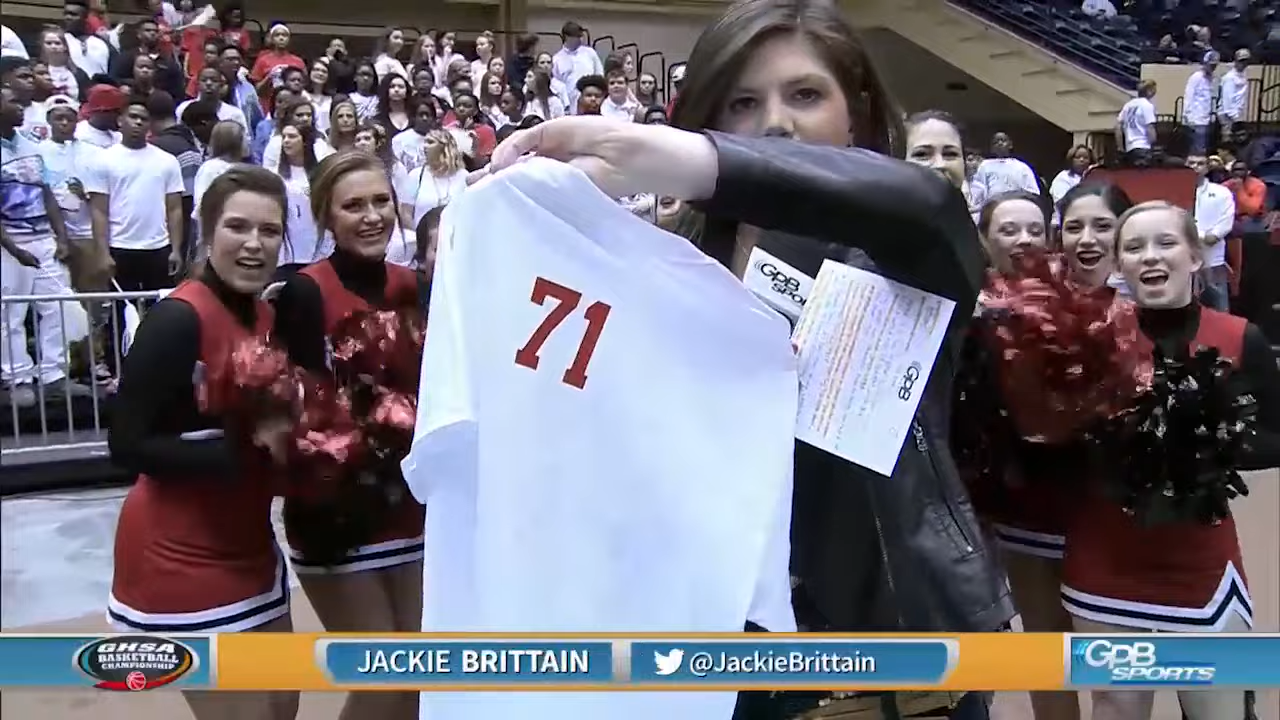 71
GPB
SPORTS
GPB
GHSA
BASKETBALL
CHAMPIONSHIP
JACKIE BRITTAIN
@JackieBrittain
GPB
SPORTS